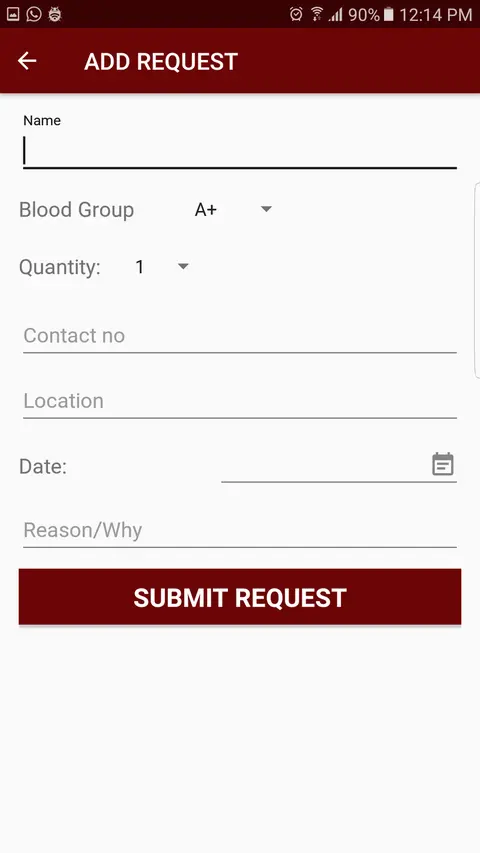 90% 12:14 PM
ADD REQUEST
Name
Blood Group A+
Quantity: 1
Contact no
Location
Date:
Reason/Why
SUBMIT REQUEST